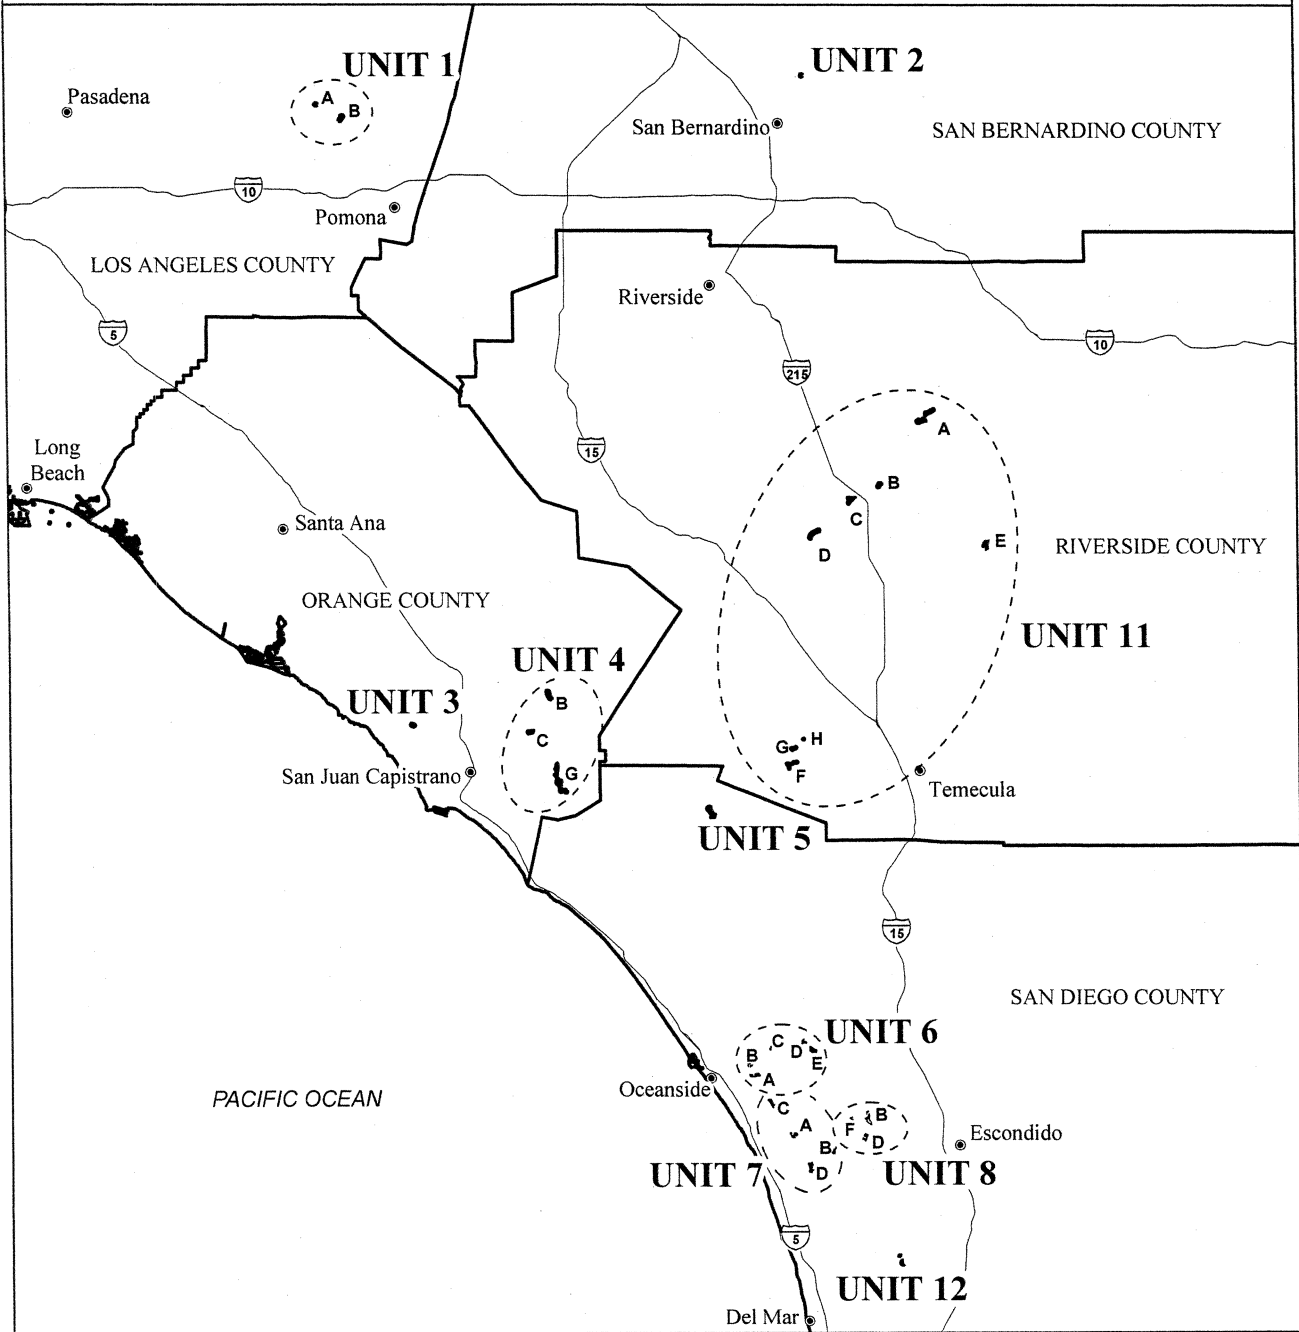 UNIT 1
UNIT 2
Pasadena
A
B
San Bernardino
SAN BERNARDINO COUNTY
10
Pomona
LOS ANGELES COUNTY
Riverside
5
10
215
A
Long
Beach
15
B
C
Santa Ana
D
E
RIVERSIDE COUNTY
ORANGE COUNTY
UNIT 11
UNIT 4
UNIT 3
B
C
G
H
G
F
San Juan Capistrano
Temecula
UNIT 5
15
SAN DIEGO COUNTY
UNIT 6
C
D
B
E
A
Oceanside
PACIFIC OCEAN
C
A
B
D
F
B
D
Escondido
UNIT 7
UNIT 8
5
UNIT 12
Del Mar